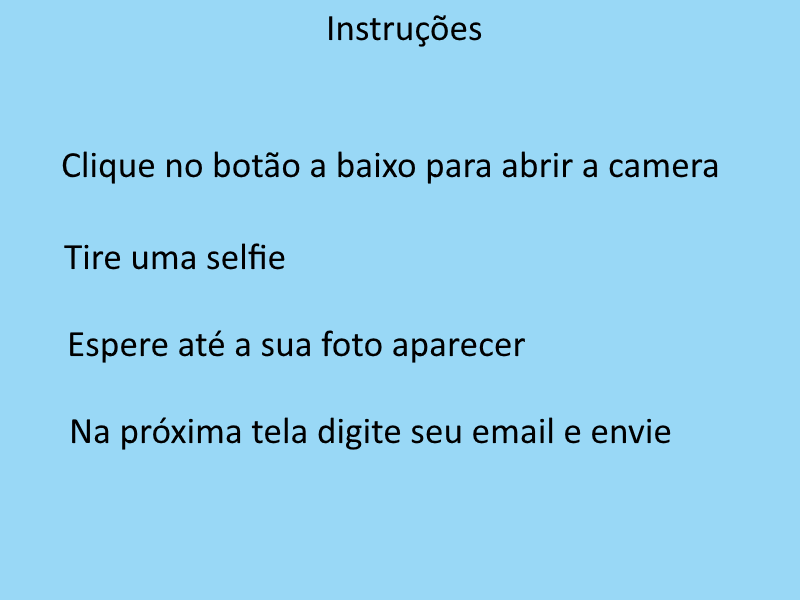 Instruções
Clique no botão a baixo para abrir a camera
Tire uma selfie
Espere até a sua foto aparecer
Na próxima tela digite seu email e envie